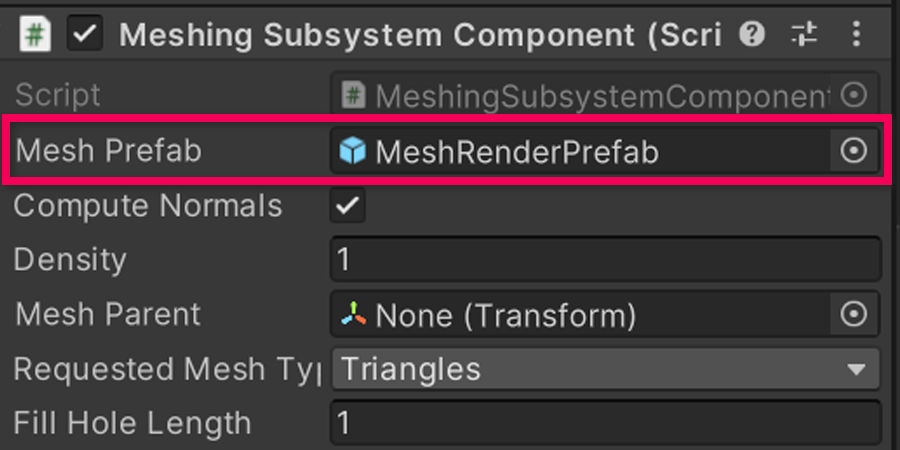 Meshing Subsystem Component (Scri
Script MeshingSubsystemComponent
Mesh Prefab MeshRenderPrefab
Compute Normals
Density 1
Mesh Parent None (Transform)
Requested Mesh Typ Triangles
Fill Hole Length 1